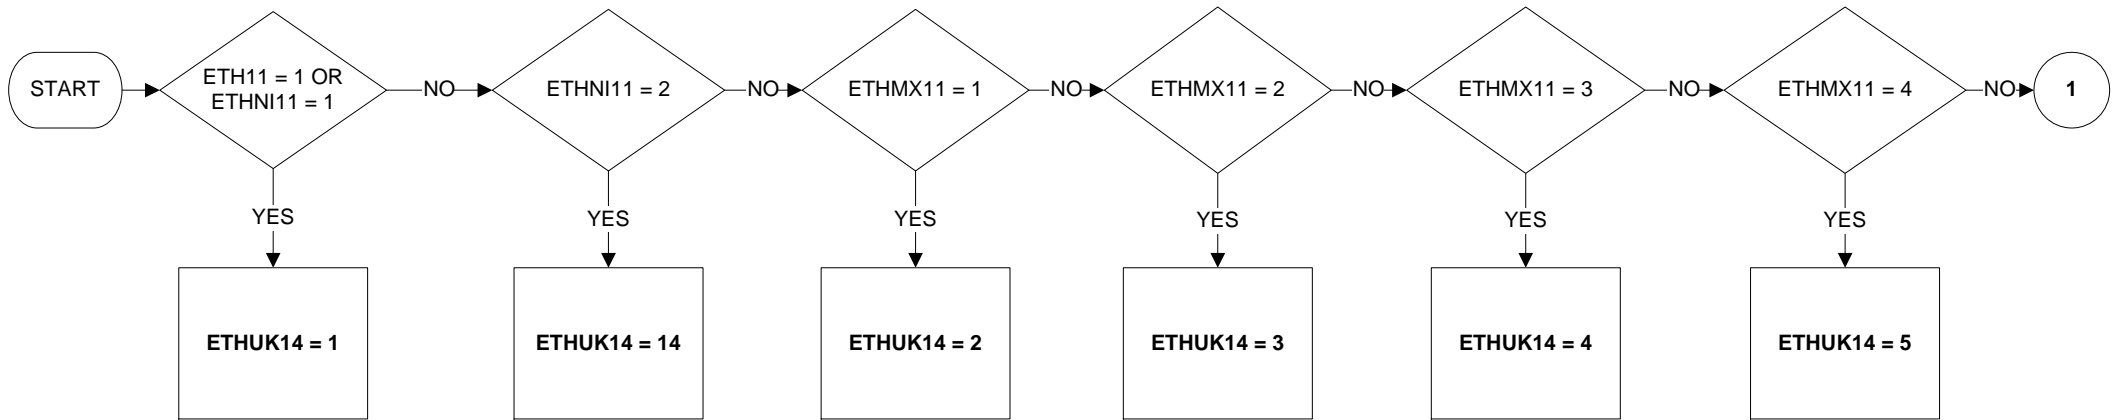 START
ETH11 = 1 OR
ETHNI11 = 1
NO
ETHNI11 = 2
NO
ETHMX11 = 1
NO
ETHMX11 = 2
NO
ETHMX11 = 3
NO
ETHMX11 = 4
NO
1
YES
YES
YES
YES
YES
YES
ETHUK14 = 1
ETHUK14 = 14
ETHUK14 = 2
ETHUK14 = 3
ETHUK14 = 4
ETHUK14 = 5